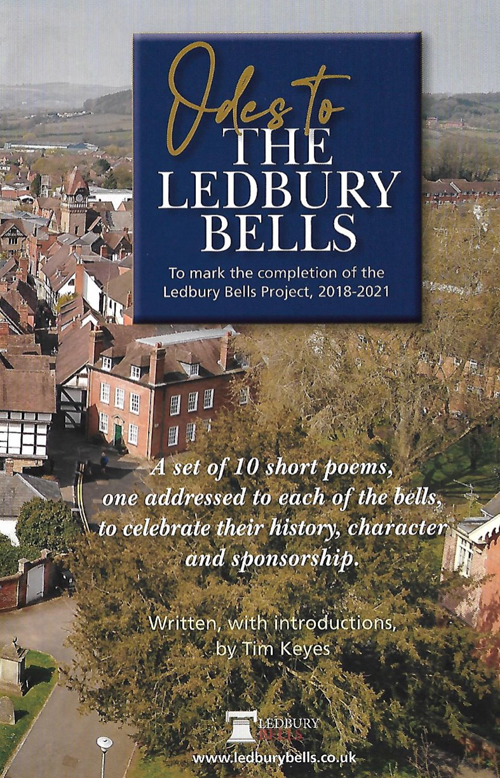 Odes to
THE
LEDBURY
BELLS
To mark the completion of the
Ledbury Bells Project, 2018-2021
A set of 10 short poems,
one addressed to each of the bells,
to celebrate their history, character
and sponsorship.
Written, with introductions,
by Tim Keyes
LEDBURY
BELLS
www.ledburybells.co.uk